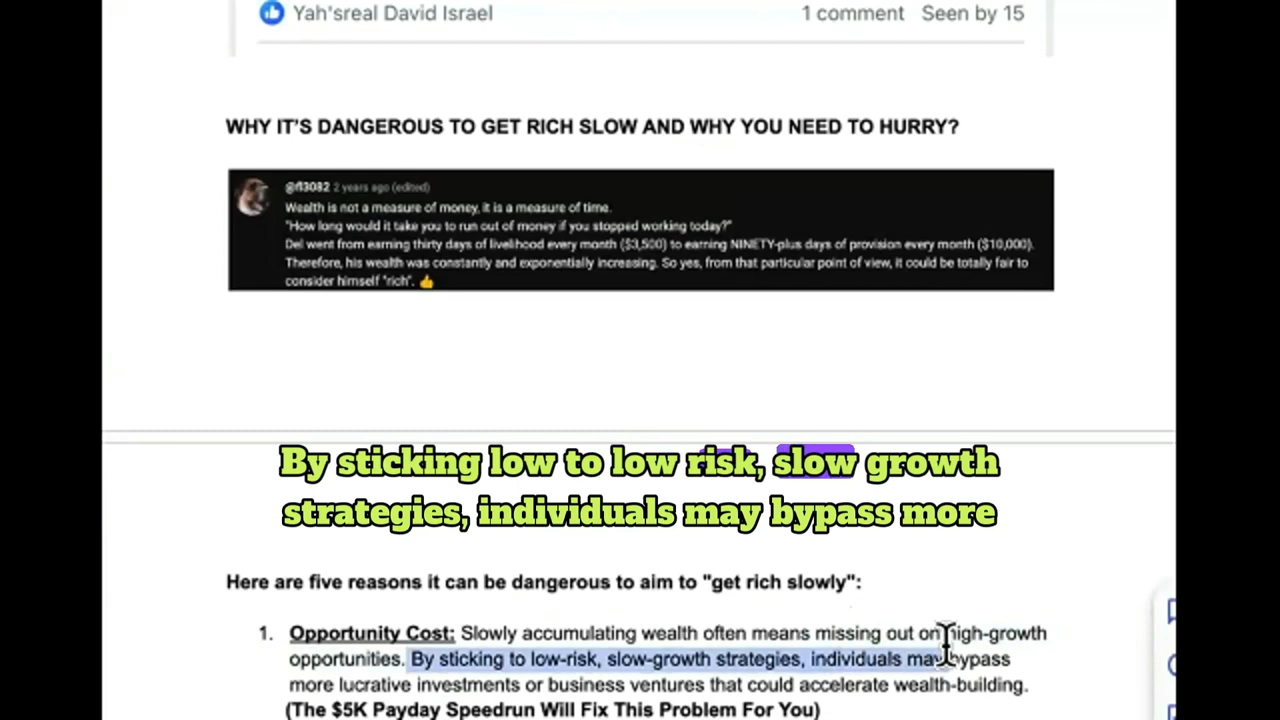 Yah'sreal David Israel 1 comment Seen by 15
WHY IT'S DANGEROUS TO GET RICH SLOW AND WHY YOU NEED TO HURRY?
@fl3082 2 years ago (edited)
Wealth is not a measure of money, it is a measure of time.
"How long would it take you to run out of money if you stopped working today?"
Del went from earning thirty days of livelihood every month ($3,500) to earning NINETY-plus days of provision every month ($10,000).
Therefore, his wealth was constantly and exponentially increasing. So yes, from that particular point of view, it could be totally fair to
consider himself "rich". 👍
By sticking low to low risk, slow growth
strategies, individuals may bypass more
Here are five reasons it can be dangerous to aim to "get rich slowly":
1. Opportunity Cost: Slowly accumulating wealth often means missing out on high-growth
opportunities. By sticking to low-risk, slow-growth strategies, individuals may bypass
more lucrative investments or business ventures that could accelerate wealth-building.
(The $5K Payday Speedrun Will Fix This Problem For You)